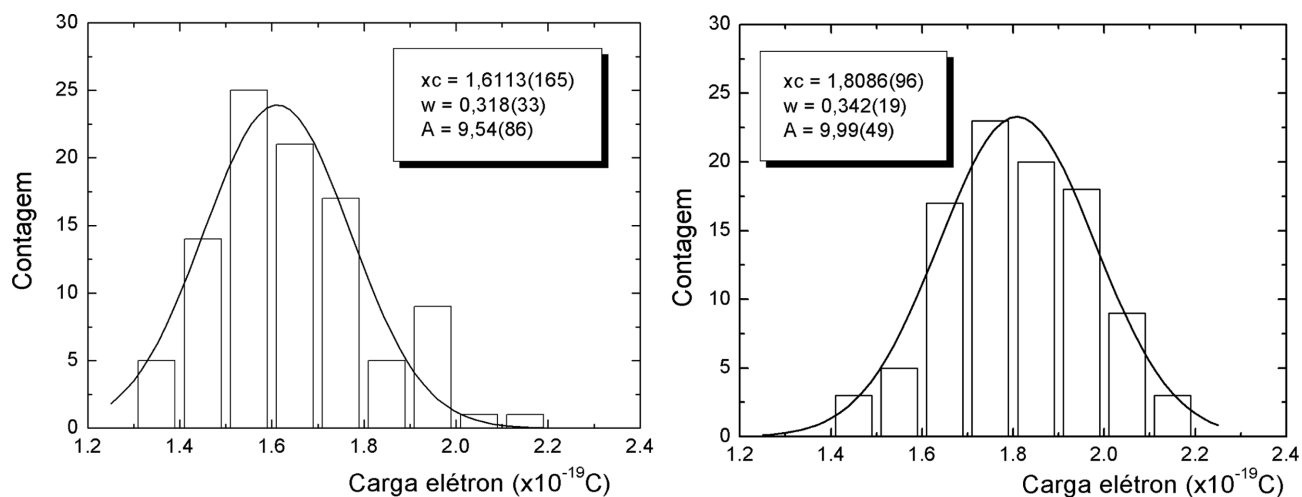 30
25
20
15
10
5
0
Contagem
xc = 1,6113(165)
w = 0,318(33)
A = 9,54(86)
1.2 1.4 1.6 1.8 2.0 2.2 2.4
Carga elétron (x10⁻¹⁹C)
30
25
20
15
10
5
0
Contagem
xc = 1,8086(96)
w = 0,342(19)
A = 9,99(49)
1.2 1.4 1.6 1.8 2.0 2.2 2.4
Carga elétron (x10⁻¹⁹C)